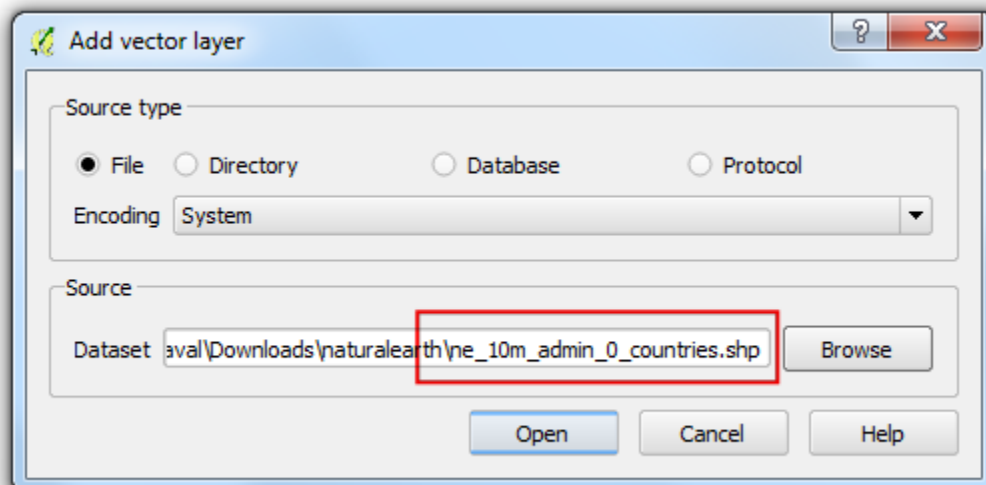 Add vector layer
?
X
Source type
File Directory Database Protocol
Encoding System
Source
Dataset aval\Downloads\naturalearth\ne_10m_admin_0_countries.shp Browse
Open Cancel Help